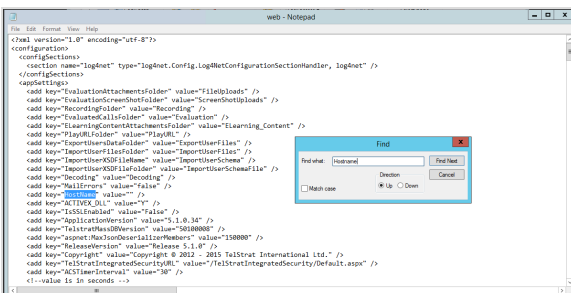 web - Notepad
File Edit Format View Help
<?xml version="1.0" encoding="utf-8"?>
<configuration>
<configSections>
<section name="log4net" type="log4net.Config.Log4NetConfigurationSectionHandler, log4net" />
</configSections>
<appSettings>
<add key="EvaluationAttachmentsFolder" value="FileUploads" />
<add key="EvaluationScreenShotFolder" value="ScreenShotUploads" />
<add key="RecordingFolder" value="Recording" />
<add key="EvaluatedCallsFolder" value="Evaluation" />
<add key="ELearningContentAttachmentsFolder" value="ELearning_Content" />
<add key="PlayURLFolder" value="PlayURL" />
<add key="ExportUsersDataFolder" value="ExportUserFiles" />
<add key="ImportUserFilesFolder" value="ImportUserFiles" />
<add key="ImportUserXSDFileName" value="ImportUserSchema" />
<add key="ImportUserXSDFileFolder" value="ImportUserSchemaFile" />
<add key="Decoding" value="Decoding" />
<add key="MailErrors" value="false" />
<add key="HostName" value="" />
<add key="ACTIVEX_DLL" value="Y" />
<add key="IsSSLEnabled" value="False" />
<add key="ApplicationVersion" value="5.1.0.34" />
<add key="TelstratMassDBVersion" value="50100008" />
<add key="aspnet:MaxJsonDeserializerMembers" value="150000" />
<add key="ReleaseVersion" value="Release 5.1.0" />
<add key="Copyright" value="Copyright © 2012 - 2015 TelStrat International Ltd." />
<add key="TelStratIntegratedSecurityURL" value="/TelStratIntegratedSecurity/Default.aspx" />
<add key="ACSTimerInterval" value="30" />
<!--value is in seconds -->
Find
Find what: Hostname Find Next
Direction Cancel
Match case Up Down